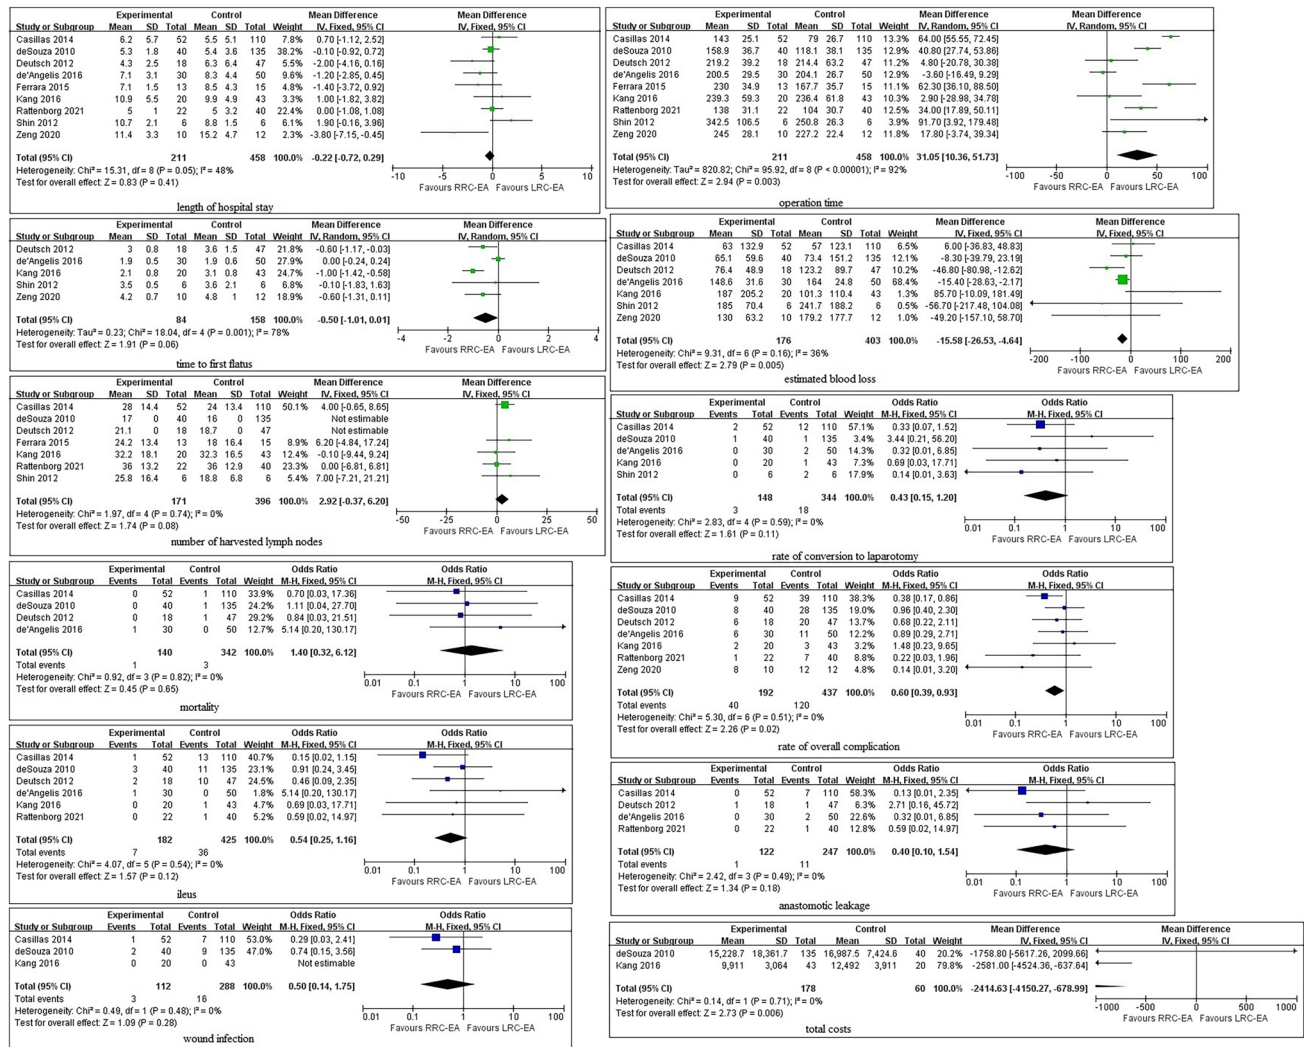 Experimental Control Mean Difference Mean Difference
Study or Subgroup Mean SD Total Mean SD Total Weight IV, Fixed, 95% CI IV, Fixed, 95% CI
Casillas 2014 6.2 5.7 52 5.5 5.1 110 7.8% 0.70 [-1.12, 2.52]
deSouza 2010 5.3 1.8 40 5.4 3.6 135 38.2% -0.10 [-0.92, 0.72]
Deutsch 2012 4.3 2.5 18 6.3 6.4 47 5.5% -2.00 [-4.16, 0.16]
de'Angelis 2016 7.1 3.1 30 8.3 4.4 50 9.4% -1.20 [-2.85, 0.45]
Ferrara 2015 7.1 1.5 13 8.5 4.3 15 4.8% -1.40 [-3.72, 0.92]
Kang 2016 10.9 5.5 20 9.9 4.9 43 3.2% 1.00 [-1.82, 3.82]
Rattenborg 2021 5 1 22 5 3.2 40 22.4% 0.00 [-1.08, 1.08]
Shin 2012 10.7 2.1 6 8.8 1.5 6 6.0% 1.90 [-0.16, 3.96]
Zeng 2020 11.4 3.3 10 15.2 4.7 12 2.3% -3.80 [-7.15, -0.45]
Total (95% CI) 211 458 100.0% -0.22 [-0.72, 0.29]
Heterogeneity: Chi² = 15.31, df = 8 (P = 0.05); I² = 48%
Test for overall effect: Z = 0.83 (P = 0.41)
-10 -5 0 5 10
Favours RRC-EA Favours LRC-EA
length of hospital stay
Experimental Control Mean Difference Mean Difference
Study or Subgroup Mean SD Total Mean SD Total Weight IV, Random, 95% CI IV, Random, 95% CI
Casillas 2014 143 25.1 52 79 26.7 110 12.7% 64.00 [55.55, 72.45]
deSouza 2010 158.9 36.7 40 118.1 38.1 135 12.3% 40.80 [27.74, 53.86]
Deutsch 2012 219.2 39.2 18 214.4 63.2 47 11.1% 4.80 [-20.78, 30.38]
de'Angelis 2016 200.5 29.5 30 204.1 26.7 50 12.3% -3.60 [-16.49, 9.29]
Ferrara 2015 230 34.9 13 167.7 35.7 15 11.0% 62.30 [36.10, 88.50]
Kang 2016 239.3 59.3 20 236.4 61.8 43 10.4% 2.90 [-28.98, 34.78]
Rattenborg 2021 138 31.1 22 104 30.7 40 12.0% 34.00 [17.89, 50.11]
Shin 2012 342.5 106.5 6 250.8 26.3 6 6.4% 91.70 [3.92, 179.48]
Zeng 2020 245 28.1 10 227.2 22.4 12 11.5% 17.80 [-3.74, 39.34]
Total (95% CI) 211 458 100.0% 31.05 [10.36, 51.73]
Heterogeneity: Tau² = 820.82; Chi² = 95.92, df = 8 (P < 0.00001); I² = 92%
Test for overall effect: Z = 2.94 (P = 0.003)
-100 -50 0 50 100
Favours RRC-EA Favours LRC-EA
operation time
Experimental Control Mean Difference Mean Difference
Study or Subgroup Mean SD Total Mean SD Total Weight IV, Random, 95% CI IV, Random, 95% CI
Deutsch 2012 3 0.8 18 3.6 1.5 47 21.8% -0.60 [-1.17, -0.03]
de'Angelis 2016 1.9 0.5 30 1.9 0.6 50 27.9% 0.00 [-0.24, 0.24]
Kang 2016 2.1 0.8 20 3.1 0.8 43 24.7% -1.00 [-1.42, -0.58]
Shin 2012 3.5 0.5 6 3.6 2.1 6 6.7% -0.10 [-1.83, 1.63]
Zeng 2020 4.2 0.7 10 4.8 1 12 18.9% -0.60 [-1.31, 0.11]
Total (95% CI) 84 158 100.0% -0.50 [-1.01, 0.01]
Heterogeneity: Tau² = 0.23; Chi² = 18.04, df = 4 (P = 0.001); I² = 78%
Test for overall effect: Z = 1.91 (P = 0.06)
-4 -2 0 2 4
Favours RRC-EA Favours LRC-EA
time to first flatus
Experimental Control Mean Difference Mean Difference
Study or Subgroup Mean SD Total Mean SD Total Weight IV, Fixed, 95% CI IV, Fixed, 95% CI
Casillas 2014 63 132.9 52 57 123.1 110 6.5% 6.00 [-36.83, 48.83]
deSouza 2010 65.1 59.6 40 73.4 151.2 135 12.1% -8.30 [-39.79, 23.19]
Deutsch 2012 76.4 48.9 18 123.2 89.7 47 10.3% -46.80 [-80.98, -12.62]
de'Angelis 2016 148.6 31.6 30 164 24.8 50 68.4% -15.40 [-28.63, -2.17]
Kang 2016 187 205.2 20 101.3 110.4 43 1.3% 85.70 [-10.09, 181.49]
Shin 2012 185 70.4 6 241.7 188.2 6 0.5% -56.70 [-217.48, 104.08]
Zeng 2020 130 63.2 10 179.2 177.7 12 1.0% -49.20 [-157.10, 58.70]
Total (95% CI) 176 403 100.0% -15.58 [-26.53, -4.64]
Heterogeneity: Chi² = 9.31, df = 6 (P = 0.16); I² = 36%
Test for overall effect: Z = 2.79 (P = 0.005)
-200 -100 0 100 200
Favours RRC-EA Favours LRC-EA
estimated blood loss
Experimental Control Mean Difference Mean Difference
Study or Subgroup Mean SD Total Mean SD Total Weight IV, Fixed, 95% CI IV, Fixed, 95% CI
Casillas 2014 28 14.4 52 24 13.4 110 50.1% 4.00 [-0.65, 8.65]
deSouza 2010 17 0 40 16 0 135 Not estimable
Deutsch 2012 21.1 0 18 18.7 0 47 Not estimable
Ferrara 2015 24.2 13.4 13 18 16.4 15 8.9% 6.20 [-4.84, 17.24]
Kang 2016 32.2 18.1 20 32.3 16.5 43 12.4% -0.10 [-9.44, 9.24]
Rattenborg 2021 36 13.2 22 36 12.9 40 23.3% 0.00 [-6.81, 6.81]
Shin 2012 25.8 16.4 6 18.8 6.8 6 5.4% 7.00 [-7.21, 21.21]
Total (95% CI) 171 396 100.0% 2.92 [-0.37, 6.20]
Heterogeneity: Chi² = 1.97, df = 4 (P = 0.74); I² = 0%
Test for overall effect: Z = 1.74 (P = 0.08)
-50 -25 0 25 50
Favours RRC-EA Favours LRC-EA
number of harvested lymph nodes
Experimental Control Odds Ratio Odds Ratio
Study or Subgroup Events Total Events Total Weight M-H, Fixed, 95% CI M-H, Fixed, 95% CI
Casillas 2014 2 52 12 110 57.1% 0.33 [0.07, 1.52]
deSouza 2010 1 40 1 135 3.4% 3.44 [0.21, 56.20]
de'Angelis 2016 0 30 2 50 14.3% 0.32 [0.01, 6.85]
Kang 2016 0 20 1 43 7.2% 0.69 [0.03, 17.71]
Shin 2012 0 6 2 6 17.9% 0.14 [0.01, 3.63]
Total (95% CI) 148 344 100.0% 0.43 [0.15, 1.20]
Total events 3 18
Heterogeneity: Chi² = 2.83, df = 4 (P = 0.59); I² = 0%
Test for overall effect: Z = 1.61 (P = 0.11)
0.01 0.1 1 10 100
Favours RRC-EA Favours LRC-EA
rate of conversion to laparotomy
Experimental Control Odds Ratio Odds Ratio
Study or Subgroup Events Total Events Total Weight M-H, Fixed, 95% CI M-H, Fixed, 95% CI
Casillas 2014 0 52 1 110 33.9% 0.70 [0.03, 17.36]
deSouza 2010 0 40 1 135 24.2% 1.11 [0.04, 27.70]
Deutsch 2012 0 18 1 47 29.2% 0.84 [0.03, 21.51]
de'Angelis 2016 1 30 0 50 12.7% 5.14 [0.20, 130.17]
Total (95% CI) 140 342 100.0% 1.40 [0.32, 6.12]
Total events 1 3
Heterogeneity: Chi² = 0.92, df = 3 (P = 0.82); I² = 0%
Test for overall effect: Z = 0.45 (P = 0.65)
0.01 0.1 1 10 100
Favours RRC-EA Favours LRC-EA
mortality
Experimental Control Odds Ratio Odds Ratio
Study or Subgroup Events Total Events Total Weight M-H, Fixed, 95% CI M-H, Fixed, 95% CI
Casillas 2014 9 52 39 110 38.3% 0.38 [0.17, 0.86]
deSouza 2010 8 40 28 135 19.0% 0.96 [0.40, 2.30]
Deutsch 2012 6 18 20 47 12.7% 0.68 [0.22, 2.11]
de'Angelis 2016 6 30 11 50 12.7% 0.89 [0.29, 2.71]
Kang 2016 2 20 3 43 2.9% 1.48 [0.23, 9.65]
Rattenborg 2021 1 22 7 40 8.8% 0.22 [0.03, 1.96]
Zeng 2020 8 10 12 12 4.8% 0.14 [0.01, 3.20]
Total (95% CI) 192 437 100.0% 0.60 [0.39, 0.93]
Total events 40 120
Heterogeneity: Chi² = 5.30, df = 6 (P = 0.51); I² = 0%
Test for overall effect: Z = 2.26 (P = 0.02)
0.01 0.1 1 10 100
Favours RRC-EA Favours LRC-EA
rate of overall complication
Experimental Control Odds Ratio Odds Ratio
Study or Subgroup Events Total Events Total Weight M-H, Fixed, 95% CI M-H, Fixed, 95% CI
Casillas 2014 1 52 13 110 40.7% 0.15 [0.02, 1.15]
deSouza 2010 3 40 11 135 23.1% 0.91 [0.24, 3.45]
Deutsch 2012 2 18 10 47 24.5% 0.46 [0.09, 2.35]
de'Angelis 2016 1 30 0 50 1.8% 5.14 [0.20, 130.17]
Kang 2016 0 20 1 43 4.7% 0.69 [0.03, 17.71]
Rattenborg 2021 0 22 1 40 5.2% 0.59 [0.02, 14.97]
Total (95% CI) 182 425 100.0% 0.54 [0.25, 1.16]
Total events 7 36
Heterogeneity: Chi² = 4.07, df = 5 (P = 0.54); I² = 0%
Test for overall effect: Z = 1.57 (P = 0.12)
0.01 0.1 1 10 100
Favours RRC-EA Favours LRC-EA
ileus
Experimental Control Odds Ratio Odds Ratio
Study or Subgroup Events Total Events Total Weight M-H, Fixed, 95% CI M-H, Fixed, 95% CI
Casillas 2014 0 52 7 110 58.3% 0.13 [0.01, 2.35]
Deutsch 2012 1 18 1 47 6.4% 2.71 [0.16, 45.72]
de'Angelis 2016 0 30 2 50 22.5% 0.32 [0.01, 6.85]
Rattenborg 2021 0 22 1 40 12.8% 0.59 [0.02, 14.97]
Total (95% CI) 122 247 100.0% 0.40 [0.10, 1.54]
Total events 1 11
Heterogeneity: Chi² = 2.42, df = 3 (P = 0.49); I² = 0%
Test for overall effect: Z = 1.34 (P = 0.18)
0.01 0.1 1 10 100
Favours RRC-EA Favours LRC-EA
anastomotic leakage
Experimental Control Odds Ratio Odds Ratio
Study or Subgroup Events Total Events Total Weight M-H, Fixed, 95% CI M-H, Fixed, 95% CI
Casillas 2014 1 52 7 110 53.0% 0.29 [0.03, 2.41]
deSouza 2010 2 40 9 135 47.0% 0.74 [0.15, 3.56]
Kang 2016 0 20 0 43 Not estimable
Total (95% CI) 112 288 100.0% 0.50 [0.14, 1.75]
Total events 3 16
Heterogeneity: Chi² = 0.49, df = 1 (P = 0.48); I² = 0%
Test for overall effect: Z = 1.09 (P = 0.28)
0.01 0.1 1 10 100
Favours RRC-EA Favours LRC-EA
wound infection
Experimental Control Mean Difference Mean Difference
Study or Subgroup Mean SD Total Mean SD Total Weight IV, Fixed, 95% CI IV, Fixed, 95% CI
deSouza 2010 15,228.7 18,361.7 135 16,987.5 7,424.6 40 20.2% -1758.80 [-5617.26, 2099.66]
Kang 2016 9,911 3,064 43 12,492 3,911 20 79.8% -2581.00 [-4524.36, -637.64]
Total (95% CI) 178 60 100.0% -2414.63 [-4150.27, -678.99]
Heterogeneity: Chi² = 0.14, df = 1 (P = 0.71); I² = 0%
Test for overall effect: Z = 2.73 (P = 0.006)
-1000 -500 0 500 1000
Favours RRC-EA Favours LRC-EA
total costs